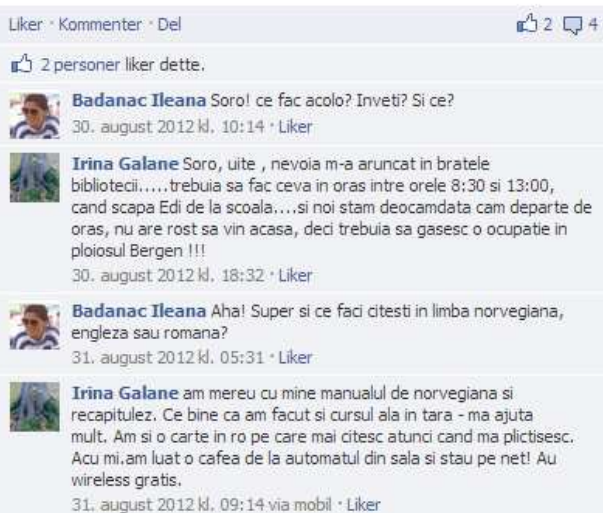 Liker · Kommenter · Del 2 4
2 personer liker dette.
Badanac Ileana Soro! ce fac acolo? Inveti? Si ce?
30. august 2012 kl. 10:14 · Liker
Irina Galane Soro, uite , nevoia m-a aruncat in bratele
bibliotecii.....trebuia sa fac ceva in oras intre orele 8:30 si 13:00,
cand scapa Edi de la scoala....si noi stam deocamdata cam departe de
oras, nu are rost sa vin acasa, deci trebuia sa gasesc o ocupatie in
ploiosul Bergen !!!
30. august 2012 kl. 18:32 · Liker
Badanac Ileana Aha! Super si ce faci citesti in limba norvegiana,
engleza sau romana?
31. august 2012 kl. 05:31 · Liker
Irina Galane am mereu cu mine manualul de norvegiana si
recapitulez. Ce bine ca am facut si cursul ala in tara - ma ajuta
mult. Am si o carte in ro pe care mai citesc atunci cand ma plictisesc.
Acu mi.am luat o cafea de la automatul din sala si stau pe net! Au
wireless gratis.
31. august 2012 kl. 09:14 via mobil · Liker